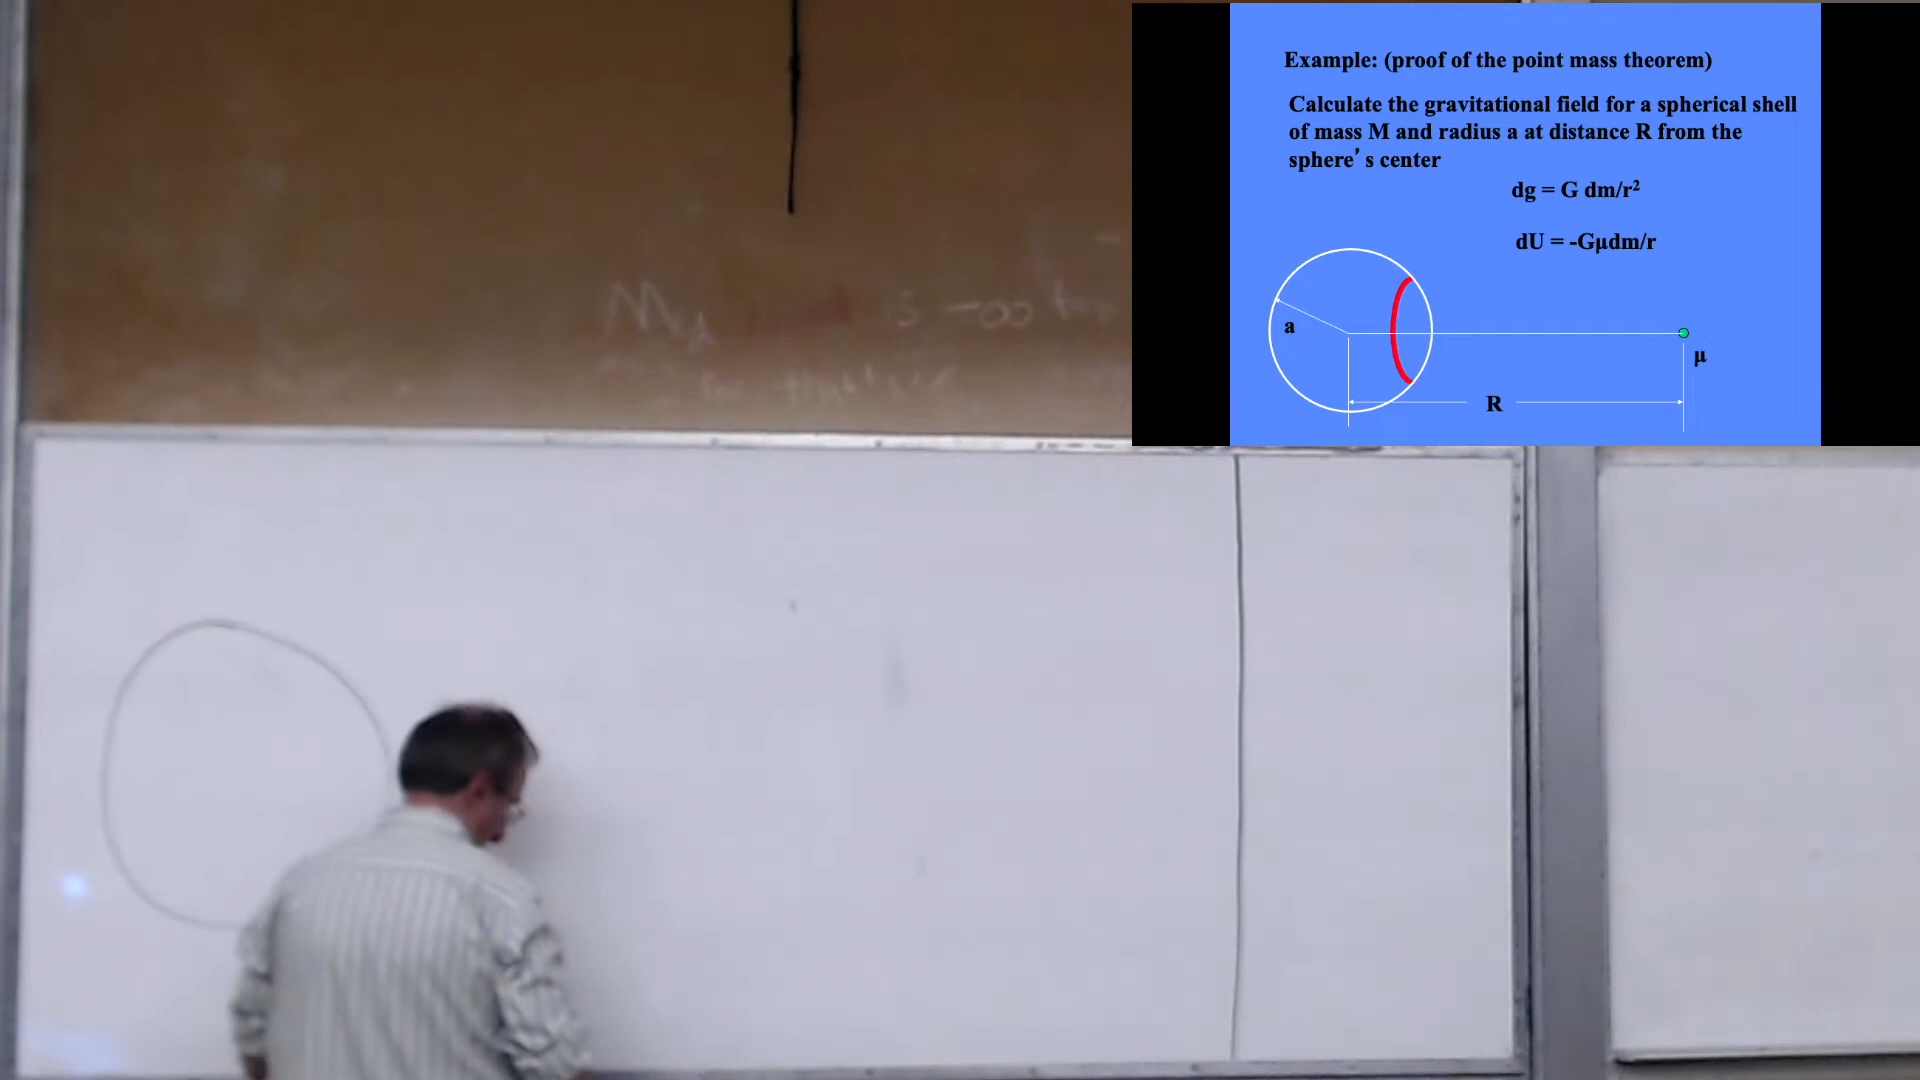 Example: (proof of the point mass theorem)
Calculate the gravitational field for a spherical shell
of mass M and radius a at distance R from the
sphere's center
dg = G dm/r²
dU = -Gμdm/r
a
μ
R
is -∞